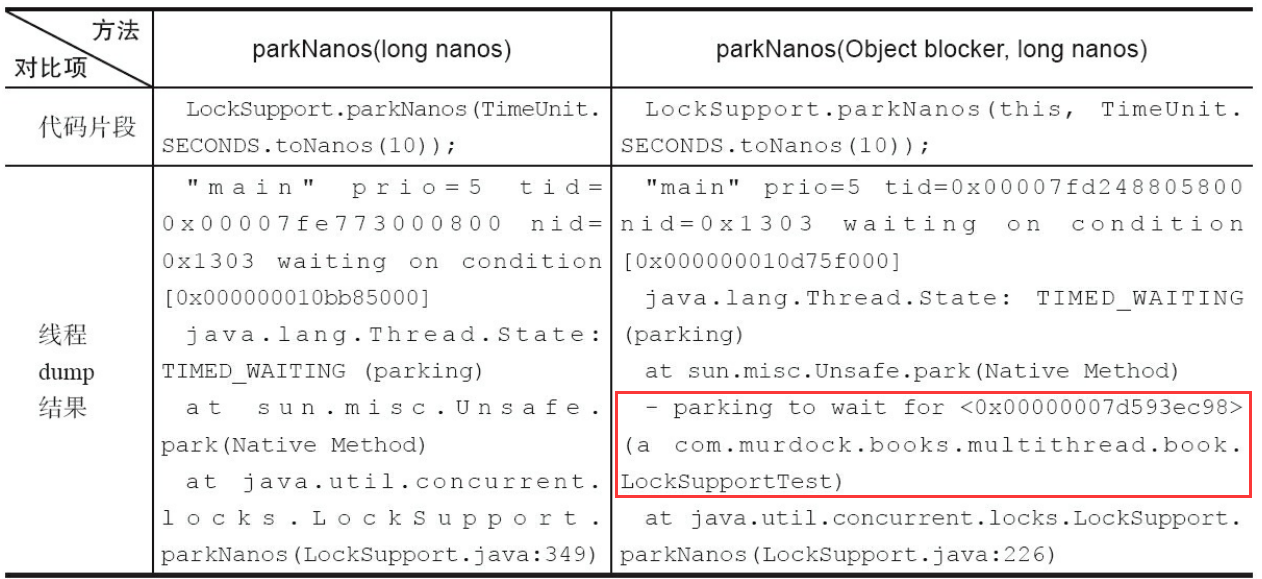 方法
对比项
parkNanos(long nanos)
parkNanos(Object blocker, long nanos)
代码片段
LockSupport.parkNanos(TimeUnit.
SECONDS.toNanos(10));
LockSupport.parkNanos(this, TimeUnit.
SECONDS.toNanos(10));
线程
dump
结果
"main" prio=5 tid=
0x00007fe773000800 nid=
0x1303 waiting on condition
[0x000000010bb85000]
java.lang.Thread.State:
TIMED_WAITING (parking)
at sun.misc.Unsafe.
park(Native Method)
at java.util.concurrent.
locks.LockSupport.
parkNanos(LockSupport.java:349)
"main" prio=5 tid=0x00007fd248805800
nid=0x1303 waiting on condition
[0x000000010d75f000]
java.lang.Thread.State: TIMED_WAITING
(parking)
at sun.misc.Unsafe.park(Native Method)
- parking to wait for <0x00000007d593ec98>
(a com.murdock.books.multithread.book.
LockSupportTest)
at java.util.concurrent.locks.LockSupport.
parkNanos(LockSupport.java:226)